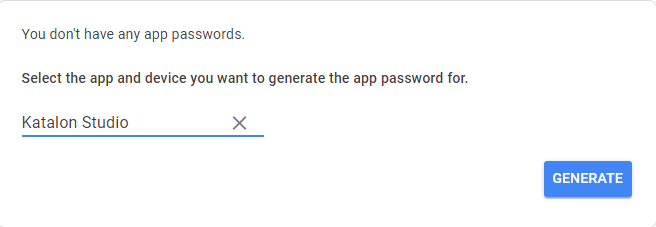 You don't have any app passwords.
Select the app and device you want to generate the app password for.
Katalon Studio
GENERATE